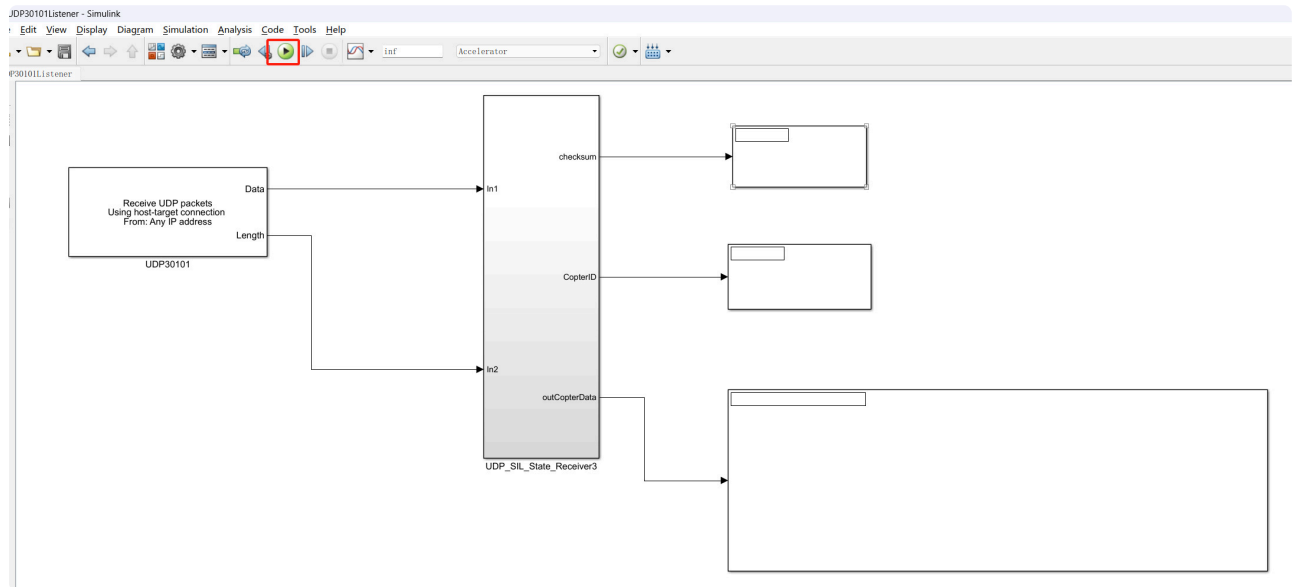 UDP30101Listener - Simulink
Edit View Display Diagram Simulation Analysis Code Tools Help
inf
Accelerator
P30101Listener
checksum
Data
In1
Receive UDP packets
Using host-target connection
From: Any IP address
Length
UDP30101
CopterID
In2
outCopterData
UDP_SIL_State_Receiver3